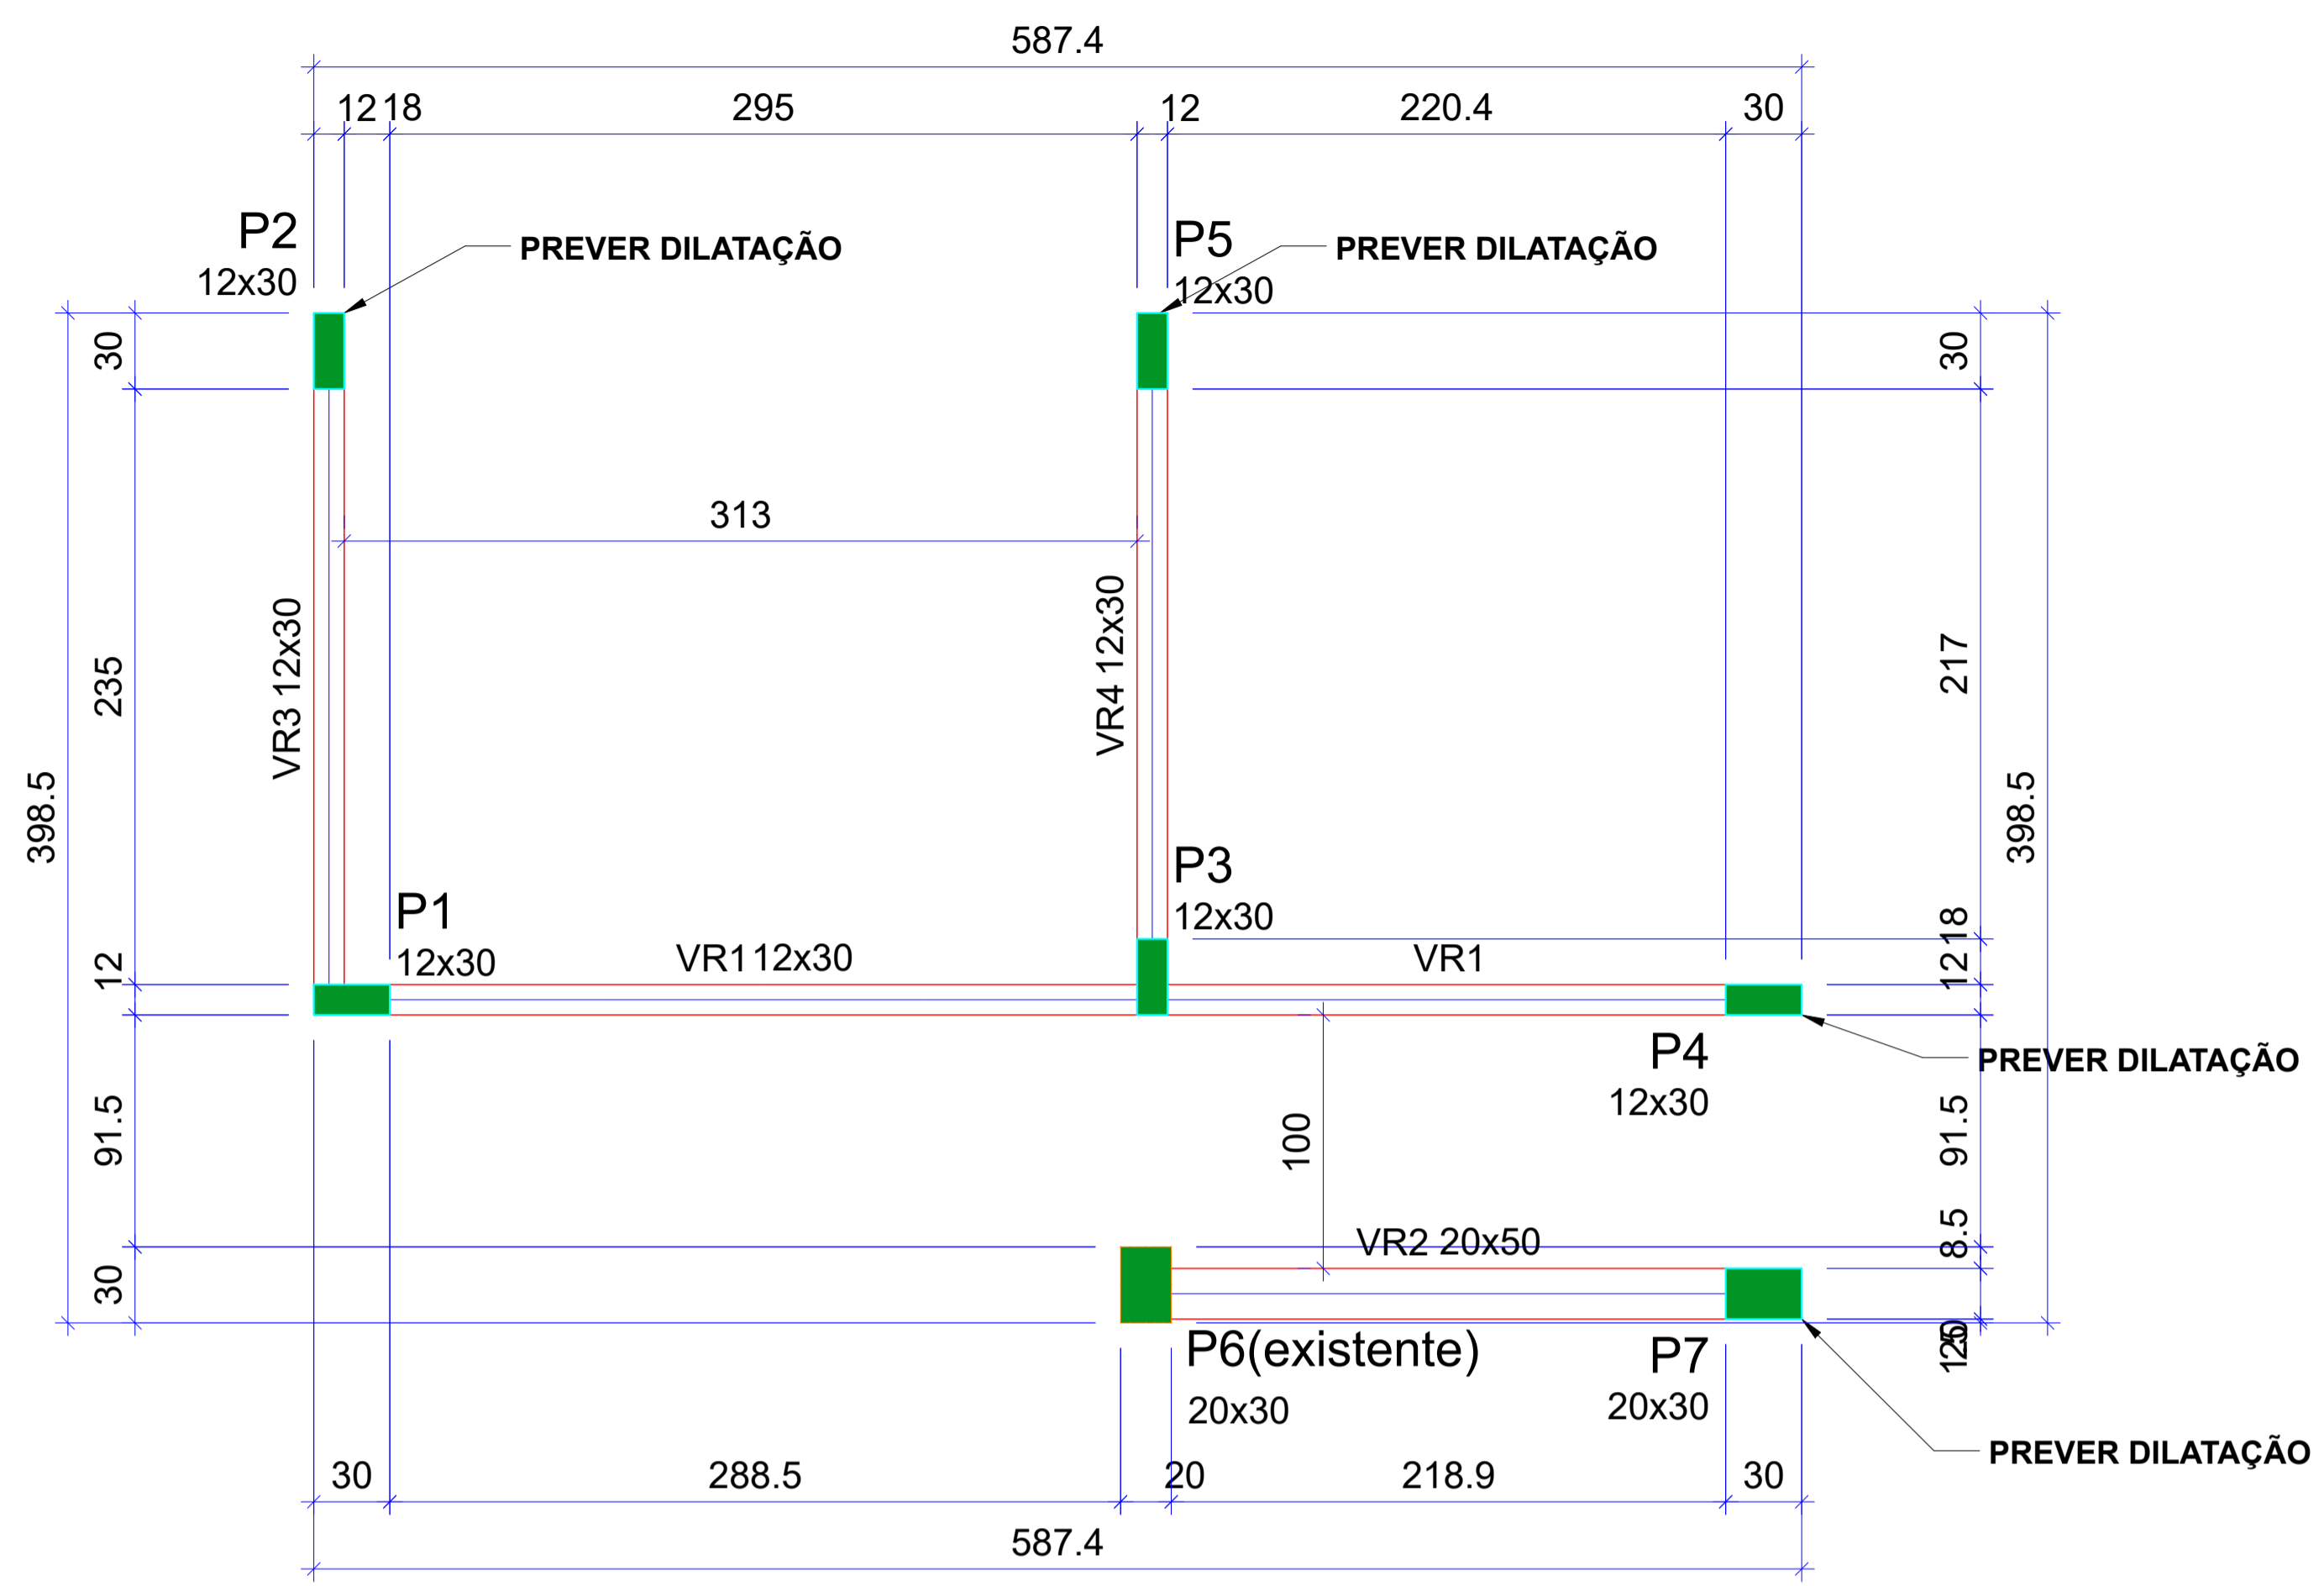 587.4
12 18 295 12 220.4 30
P2
12x30
PREVER DILATAÇÃO
P5
12x30
PREVER DILATAÇÃO
30
30
313
VR3 12x30
VR4 12x30
235
217
398.5
398.5
P3
12x30
P1
12x30
VR1 12x30
VR1
12
18
12
P4
12x30
PREVER DILATAÇÃO
91.5
100
91.5
8.5
VR2 20x50
30
P6(existente)
20x30
P7
20x30
PREVER DILATAÇÃO
30 288.5 20 218.9 30
587.4